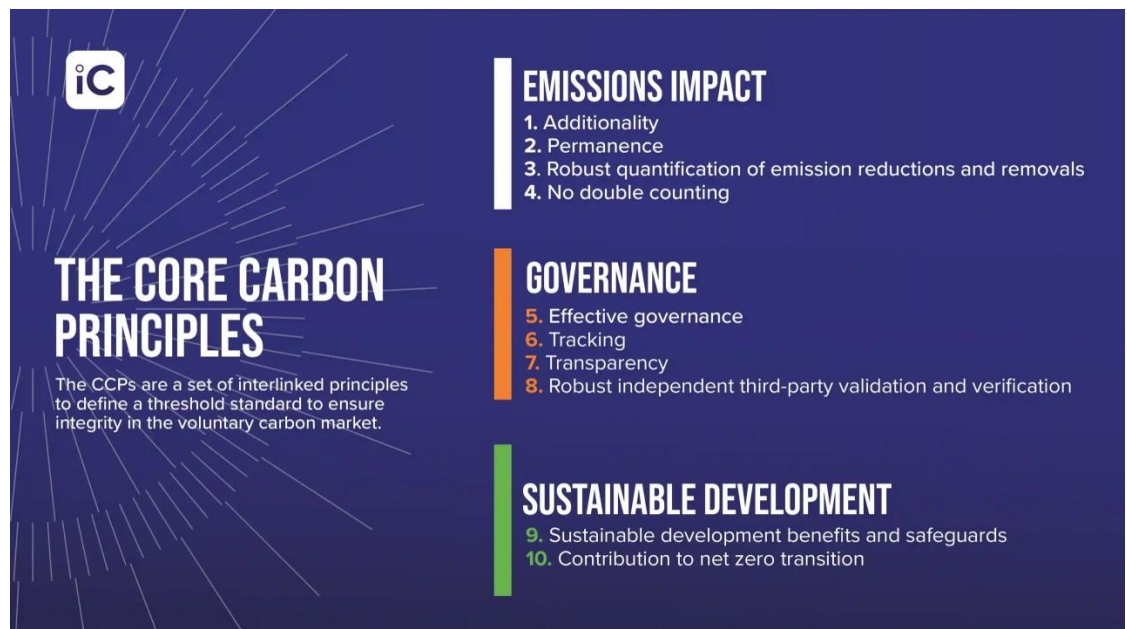 iC
THE CORE CARBON
PRINCIPLES
The CCPs are a set of interlinked principles
to define a threshold standard to ensure
integrity in the voluntary carbon market.
EMISSIONS IMPACT
1. Additionality
2. Permanence
3. Robust quantification of emission reductions and removals
4. No double counting
GOVERNANCE
5. Effective governance
6. Tracking
7. Transparency
8. Robust independent third-party validation and verification
SUSTAINABLE DEVELOPMENT
9. Sustainable development benefits and safeguards
10. Contribution to net zero transition